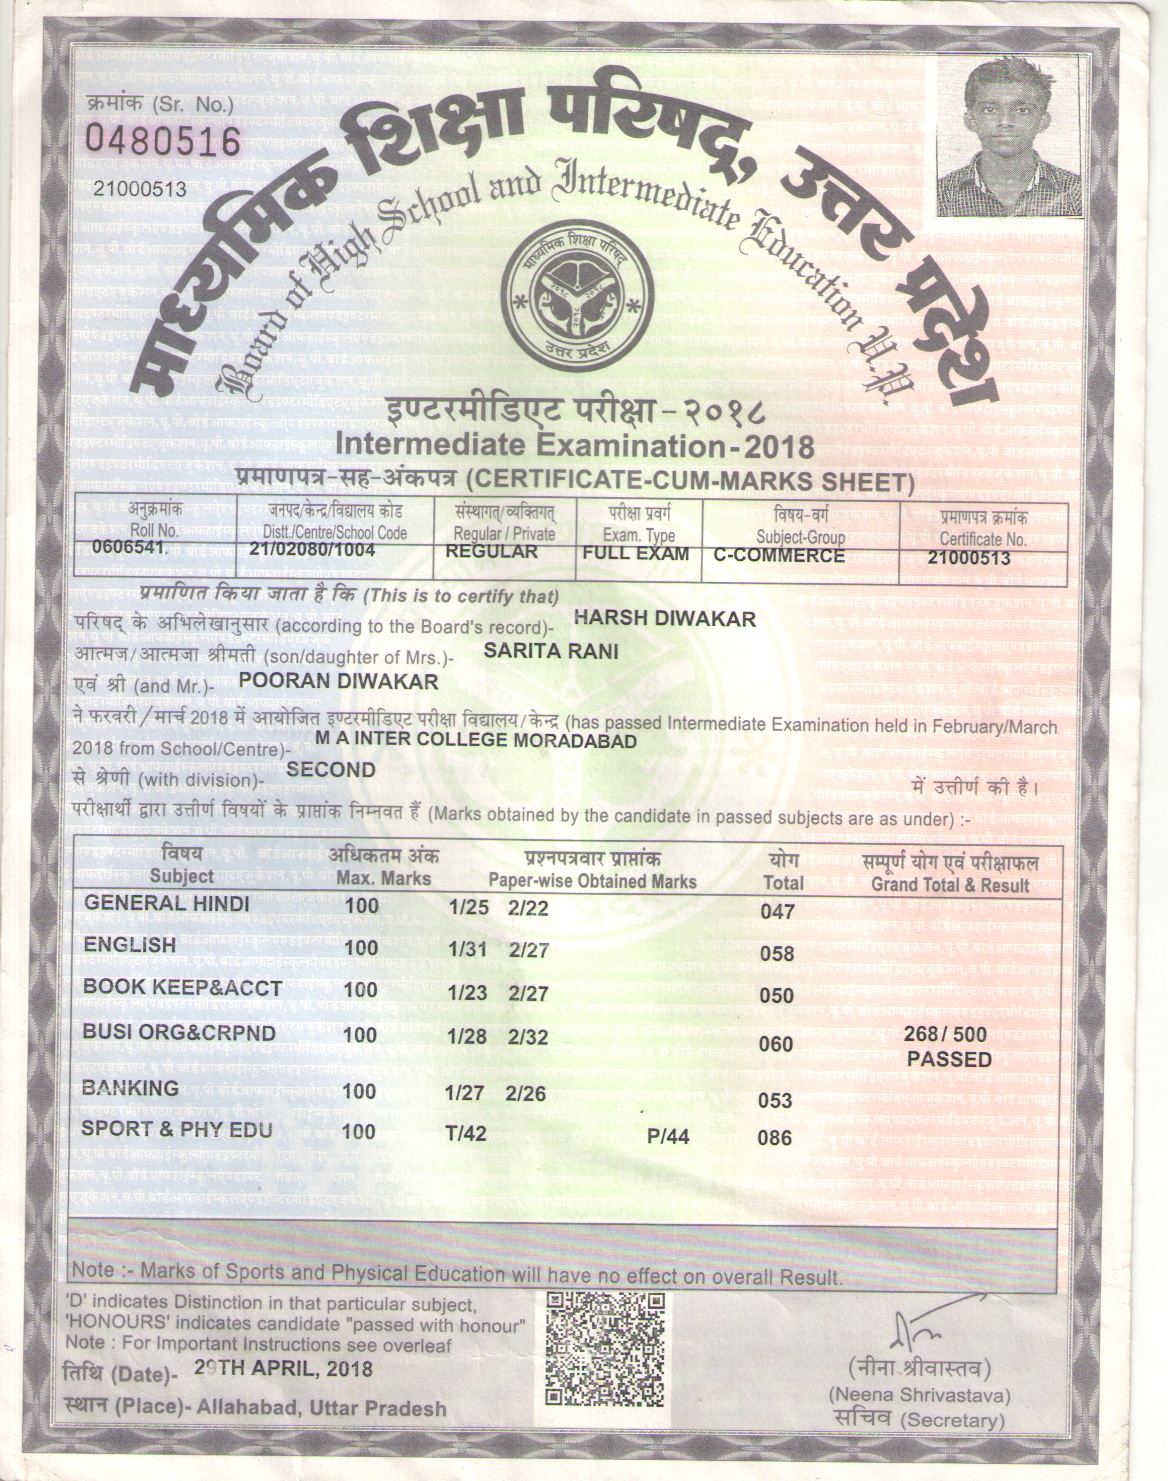 क्रमांक (Sr. No.)
0480516
21000513
माध्यमिक शिक्षा परिषद्, उत्तर प्रदेश
Board of High School and Intermediate Education U.P.
माध्यमिक शिक्षा परिषद्
२०१८ २०१८
२०१८
उत्तर प्रदेश
इण्टरमीडिएट परीक्षा-२०१८
Intermediate Examination-2018
प्रमाणपत्र-सह-अंकपत्र (CERTIFICATE-CUM-MARKS SHEET)
अनुक्रमांक जनपद/केन्द्र/विद्यालय कोड संस्थागत/व्यक्तिगत् परीक्षा प्रवर्ग विषय-वर्ग प्रमाणपत्र क्रमांक
Roll No. Distt./Centre/School Code Regular / Private Exam. Type Subject-Group Certificate No.
0606541. 21/02080/1004 REGULAR FULL EXAM C-COMMERCE 21000513
प्रमाणित किया जाता है कि (This is to certify that)
परिषद् के अभिलेखानुसार (according to the Board's record)- HARSH DIWAKAR
आत्मज/आत्मजा श्रीमती (son/daughter of Mrs.)- SARITA RANI
एवं श्री (and Mr.)- POORAN DIWAKAR
ने फरवरी/मार्च 2018 में आयोजित इण्टरमीडिएट परीक्षा विद्यालय/केन्द्र (has passed Intermediate Examination held in February/March
2018 from School/Centre)- M A INTER COLLEGE MORADABAD
से श्रेणी (with division)- SECOND में उत्तीर्ण की है।
परीक्षार्थी द्वारा उत्तीर्ण विषयों के प्राप्तांक निम्नवत हैं (Marks obtained by the candidate in passed subjects are as under) :-
विषय अधिकतम अंक प्रश्नपत्रवार प्राप्तांक योग सम्पूर्ण योग एवं परीक्षाफल
Subject Max. Marks Paper-wise Obtained Marks Total Grand Total & Result
GENERAL HINDI 100 1/25 2/22 047
ENGLISH 100 1/31 2/27 058
BOOK KEEP&ACCT 100 1/23 2/27 050
BUSI ORG&CRPND 100 1/28 2/32 060 268/ 500
PASSED
BANKING 100 1/27 2/26 053
SPORT & PHY EDU 100 T/42 P/44 086
Note :- Marks of Sports and Physical Education will have no effect on overall Result.
'D' indicates Distinction in that particular subject,
'HONOURS' indicates candidate "passed with honour"
Note : For Important Instructions see overleaf
तिथि (Date)- 29TH APRIL, 2018
स्थान (Place)- Allahabad, Uttar Pradesh
(नीना श्रीवास्तव)
(Neena Shrivastava)
सचिव (Secretary)